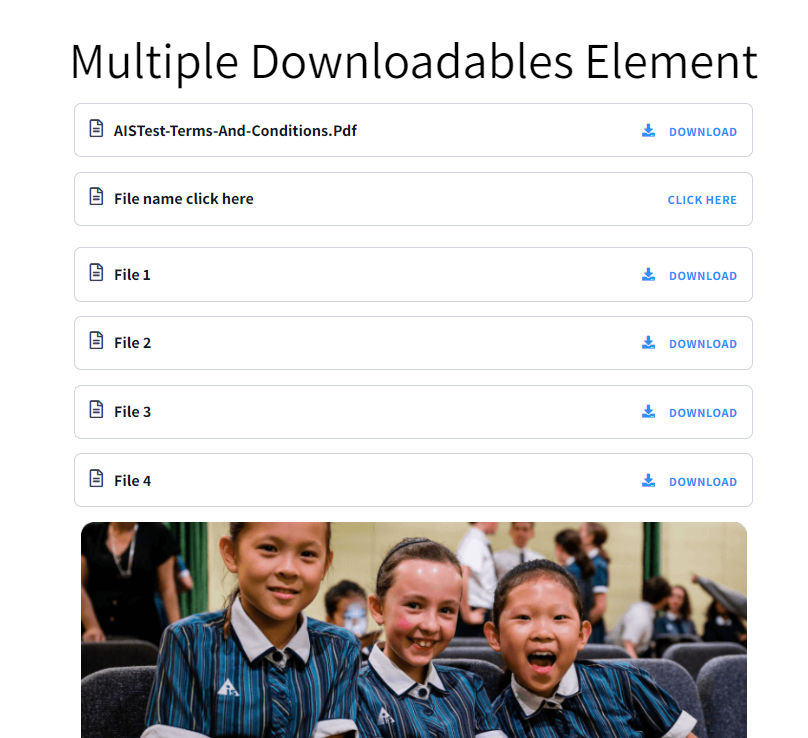 Multiple Downloadables Element
AISTest-Terms-And-Conditions.Pdf DOWNLOAD
File name click here CLICK HERE
File 1 DOWNLOAD
File 2 DOWNLOAD
File 3 DOWNLOAD
File 4 DOWNLOAD